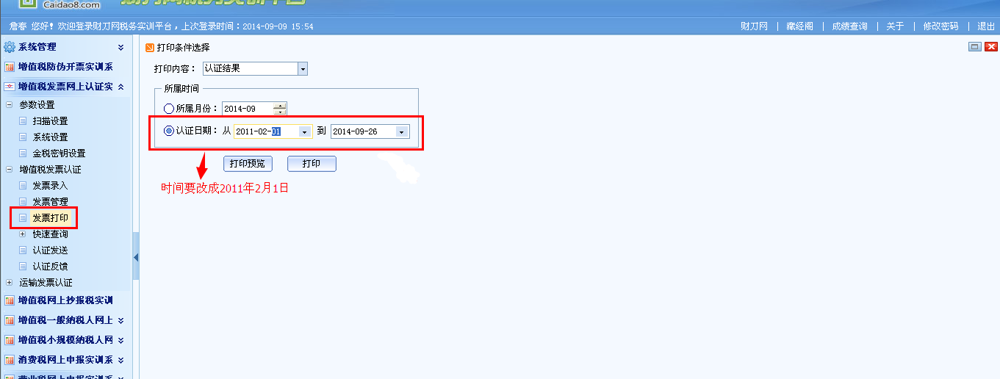 Caidao8.com
詹春 您好! 欢迎登录财刀网税务实训平台，上次登录时间：2014-09-09 15:54
财刀网 | 藏经阁 | 成绩查询 | 关于 | 修改密码 | 退出
系统管理
增值税防伪开票实训系
增值税发票网上认证实
参数设置
扫描设置
系统设置
金税密钥设置
增值税发票认证
发票录入
发票管理
发票打印
快速查询
认证发送
认证反馈
运输发票认证
增值税网上抄报税实训
增值税一般纳税人网上
增值税小规模纳税人网
消费税网上申报实训系
打印条件选择
打印内容： 认证结果
所属时间
所属月份： 2014-09
认证日期： 从 2011-02-01 到 2014-09-26
打印预览 打印
时间要改成2011年2月1日